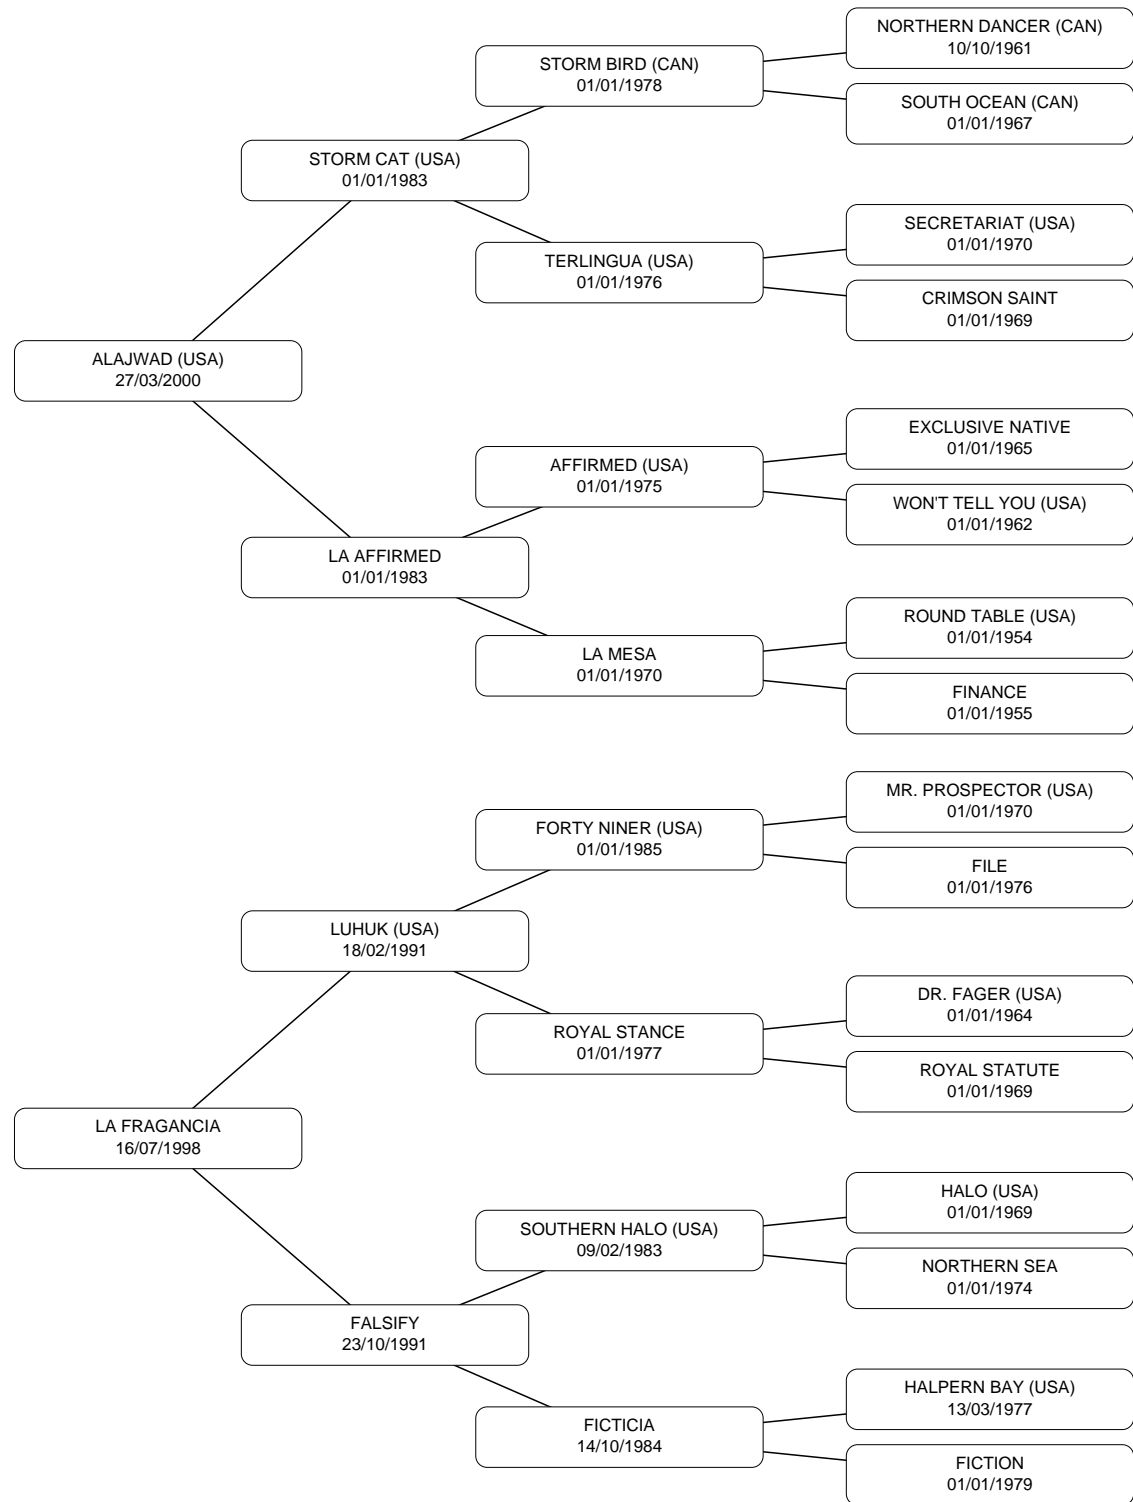 NORTHERN DANCER (CAN)
10/10/1961
STORM BIRD (CAN)
01/01/1978
SOUTH OCEAN (CAN)
01/01/1967
STORM CAT (USA)
01/01/1983
SECRETARIAT (USA)
01/01/1970
TERLINGUA (USA)
01/01/1976
CRIMSON SAINT
01/01/1969
ALAJWAD (USA)
27/03/2000
EXCLUSIVE NATIVE
01/01/1965
AFFIRMED (USA)
01/01/1975
WON'T TELL YOU (USA)
01/01/1962
LA AFFIRMED
01/01/1983
ROUND TABLE (USA)
01/01/1954
LA MESA
01/01/1970
FINANCE
01/01/1955
MR. PROSPECTOR (USA)
01/01/1970
FORTY NINER (USA)
01/01/1985
FILE
01/01/1976
LUHUK (USA)
18/02/1991
DR. FAGER (USA)
01/01/1964
ROYAL STANCE
01/01/1977
ROYAL STATUTE
01/01/1969
LA FRAGANCIA
16/07/1998
HALO (USA)
01/01/1969
SOUTHERN HALO (USA)
09/02/1983
NORTHERN SEA
01/01/1974
FALSIFY
23/10/1991
HALPERN BAY (USA)
13/03/1977
FICTICIA
14/10/1984
FICTION
01/01/1979